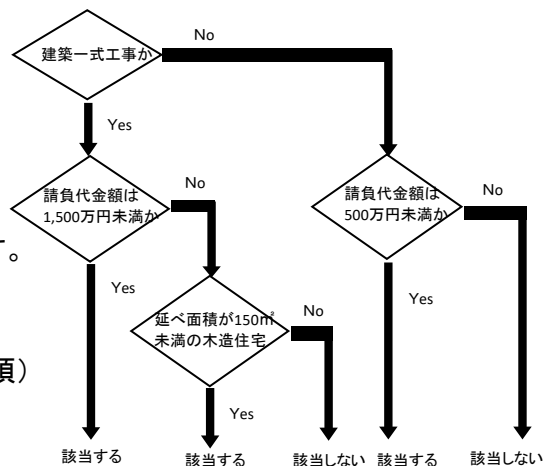 建築一式工事か
No
Yes
請負代金額は
1,500万円未満か
No
請負代金額は
500万円未満か
No
す。
Yes
延べ面積が150㎡
未満の木造住宅
No
Yes
項）
Yes
該当する
該当する
該当しない
該当する
該当しない